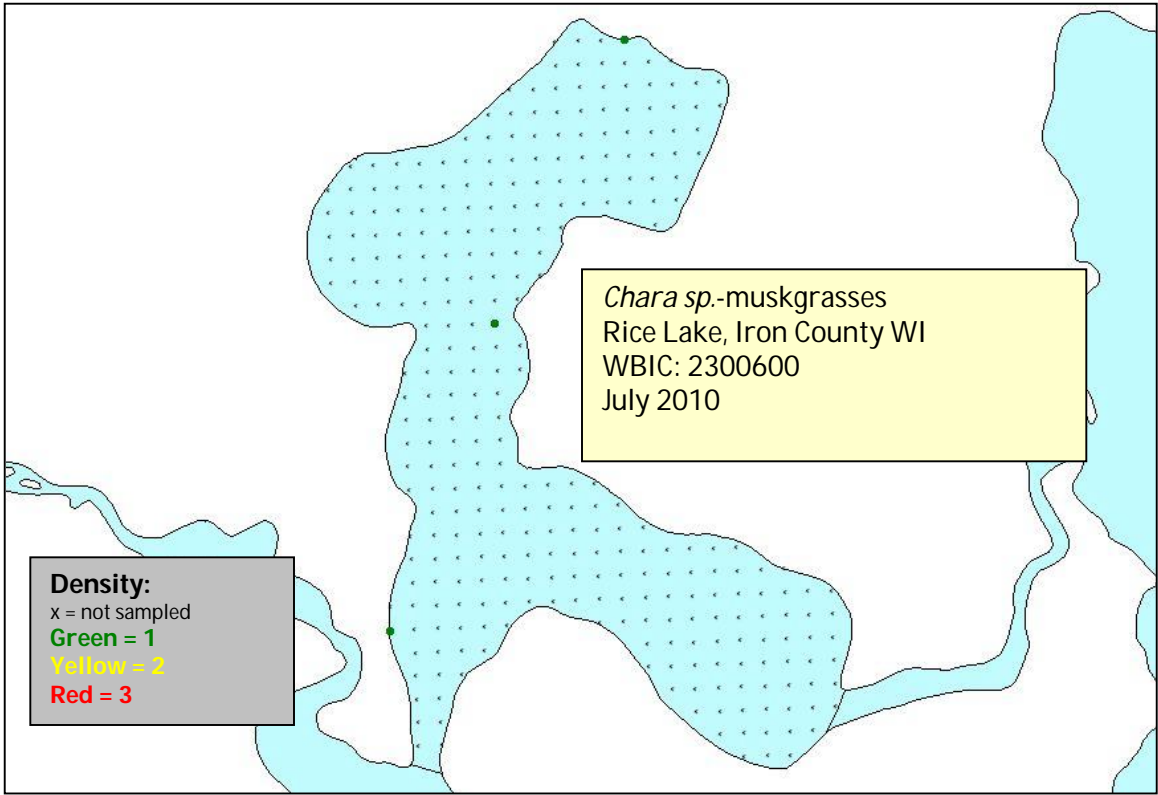 Chara sp.-muskgrasses
Rice Lake, Iron County WI
WBIC: 2300600
July 2010
Density:
x = not sampled
Green = 1
Yellow = 2
Red = 3